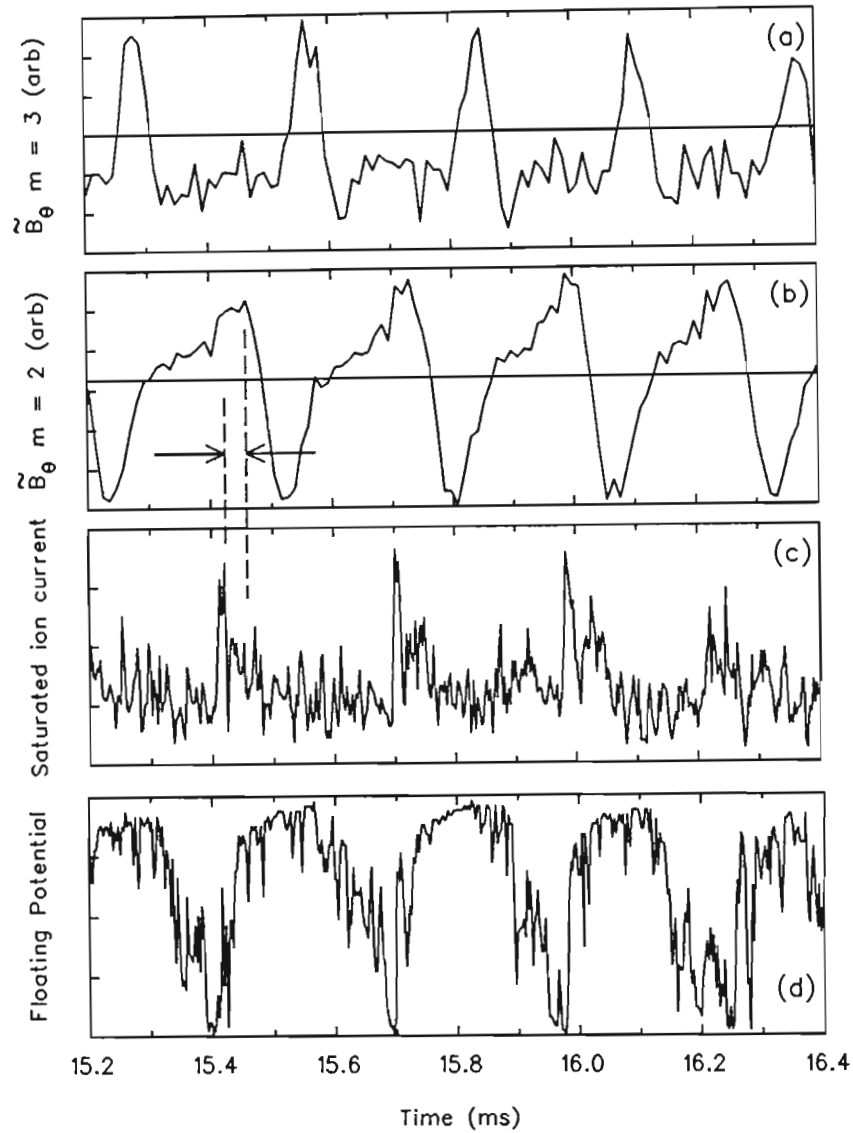 B̃θ m = 3 (arb)
(a)
B̃θ m = 2 (arb)
(b)
Saturated ion current
(c)
Floating Potential
(d)
15.2 15.4 15.6 15.8 16.0 16.2 16.4
Time (ms)